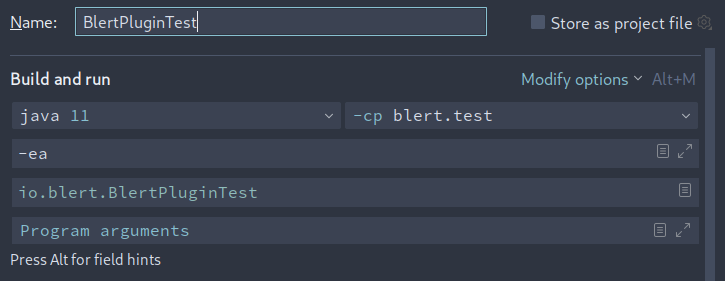 Name: BlertPluginTest Store as project file
Build and run Modify options Alt+M
java 11 -cp blert.test
-ea
io.blert.BlertPluginTest
Program arguments
Press Alt for field hints